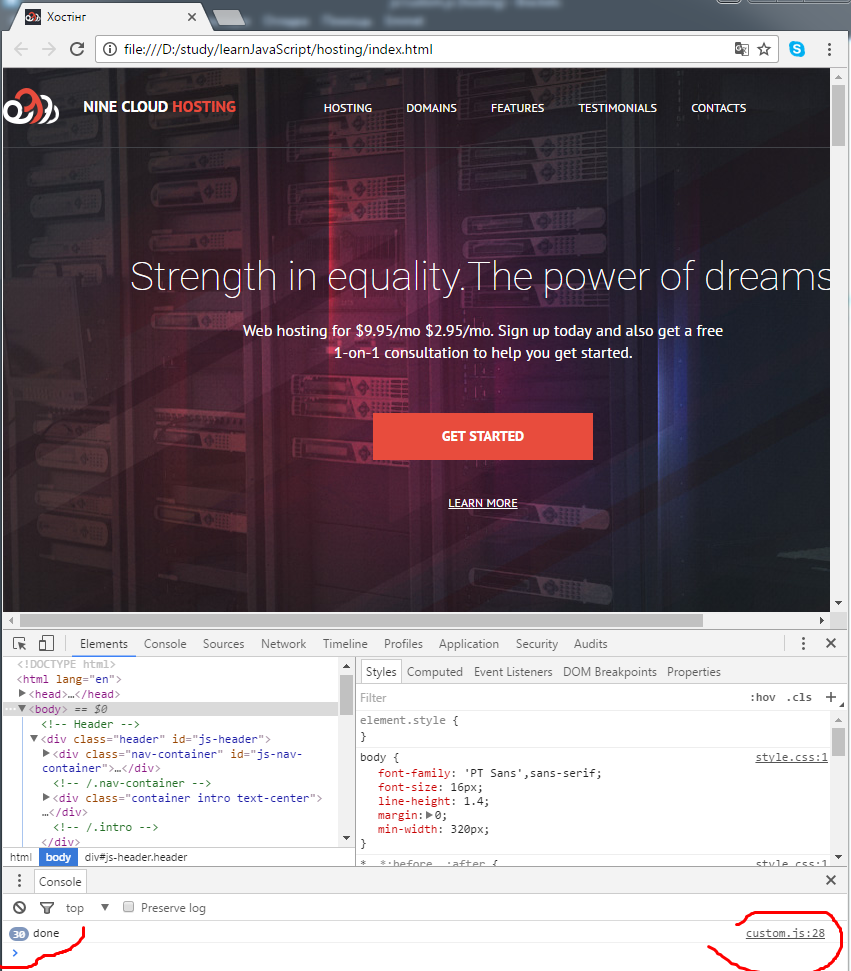 Хостінг
file:///D:/study/learnJavaScript/hosting/index.html
NINE CLOUD HOSTING
HOSTING DOMAINS FEATURES TESTIMONIALS CONTACTS
Strength in equality.The power of dreams
Web hosting for $9.95/mo $2.95/mo. Sign up today and also get a free
1-on-1 consultation to help you get started.
GET STARTED
LEARN MORE
Elements Console Sources Network Timeline Profiles Application Security Audits
<!DOCTYPE html>
<html lang="en">
<head>…</head>
<body> == $0
<!-- Header -->
<div class="header" id="js-header">
<div class="nav-container" id="js-nav-
container">…</div>
<!-- /.nav-container -->
<div class="container intro text-center">
…</div>
<!-- /.intro -->
</div>
html body div#js-header.header
Styles Computed Event Listeners DOM Breakpoints Properties
Filter :hov .cls +
element.style {
}
body { style.css:1
font-family: 'PT Sans',sans-serif;
font-size: 16px;
line-height: 1.4;
margin:▶0;
min-width: 320px;
}
*, *:before, :after { style.css:1
Console
top ▼ Preserve log
30 done custom.js:28
>